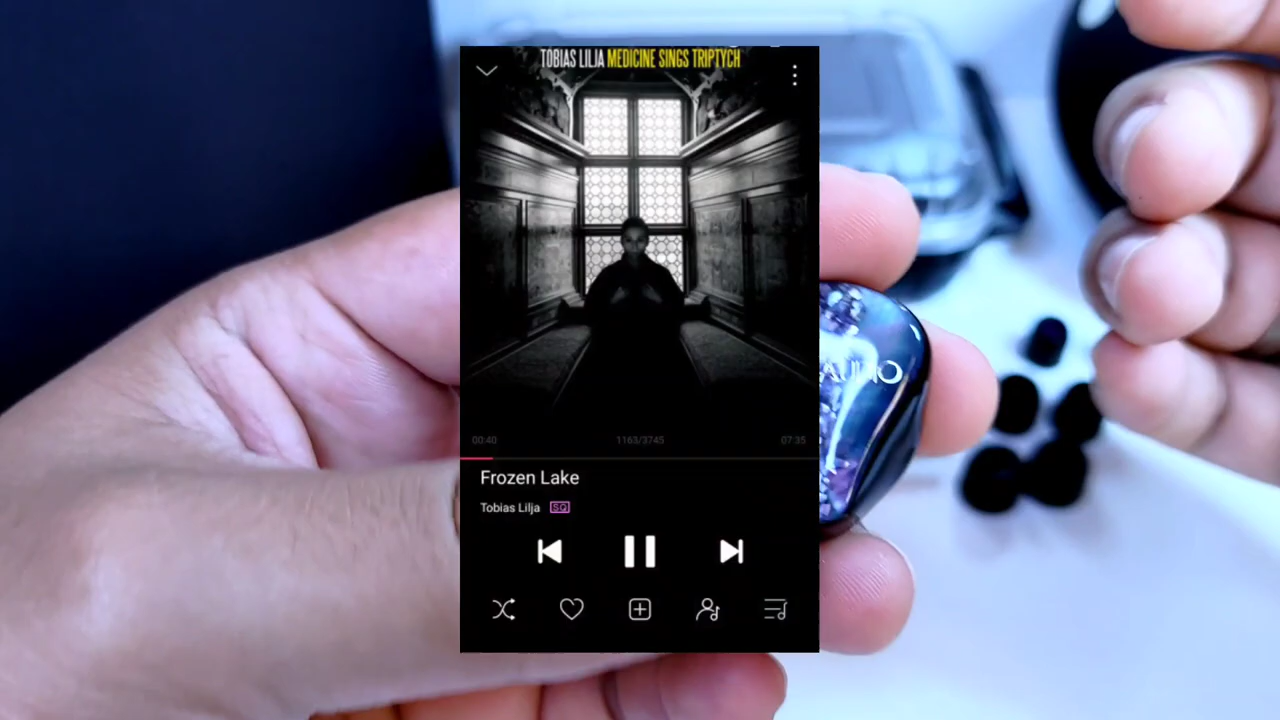 TOBIAS LILJA MEDICINE SINGS TRIPTYCH
00:40 1163/3745 07:35
Frozen Lake
Tobias Lilja SQ